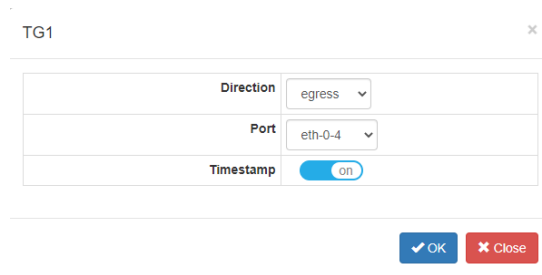 TG1 ×
Direction egress
Port eth-0-4
Timestamp on
OK Close